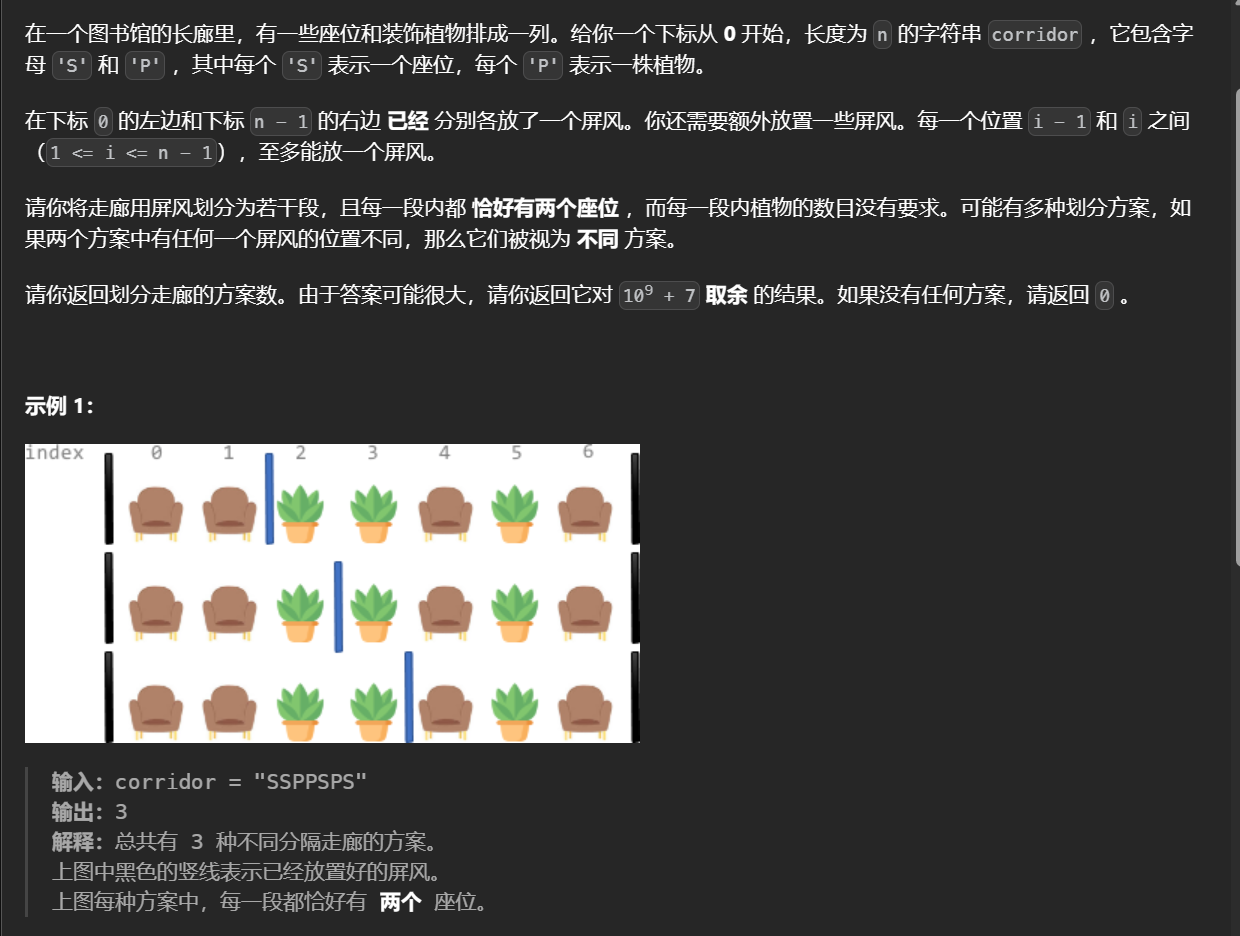 在一个图书馆的长廊里，有一些座位和装饰植物排成一列。给你一个下标从 0 开始，长度为 n 的字符串 corridor ，它包含字
母 'S' 和 'P' ，其中每个 'S' 表示一个座位，每个 'P' 表示一株植物。
在下标 0 的左边和下标 n - 1 的右边 已经 分别各放了一个屏风。你还需要额外放置一些屏风。每一个位置 i - 1 和 i 之间
（1 <= i <= n - 1），至多能放一个屏风。
请你将走廊用屏风划分为若干段，且每一段内都 恰好有两个座位 ，而每一段内植物的数目没有要求。可能有多种划分方案，如
果两个方案中有任何一个屏风的位置不同，那么它们被视为 不同 方案。
请你返回划分走廊的方案数。由于答案可能很大，请你返回它对 10⁹ + 7 取余 的结果。如果没有任何方案，请返回 0 。
示例 1：
index 0 1 2 3 4 5 6
输入：corridor = "SSPPSPS"
输出：3
解释：总共有 3 种不同分隔走廊的方案。
上图中黑色的竖线表示已经放置好的屏风。
上图每种方案中，每一段都恰好有 两个 座位。